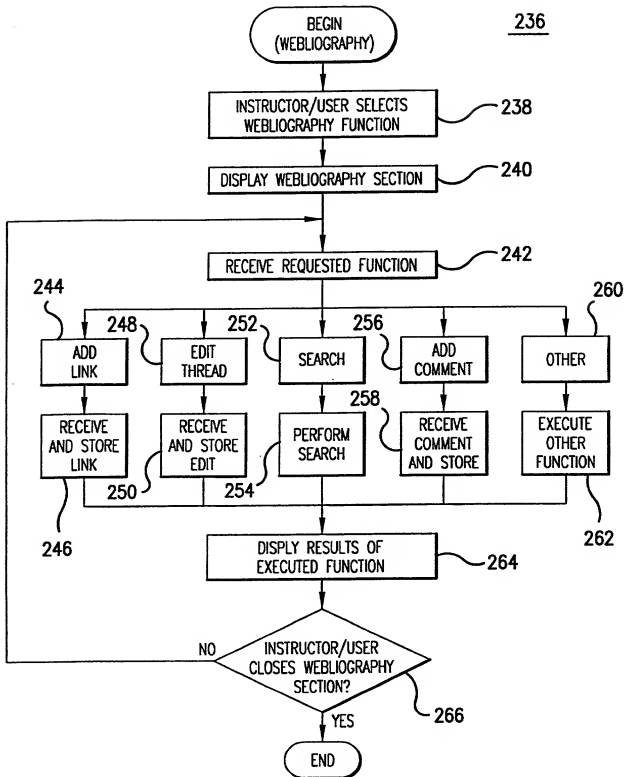 BEGIN
(WEBLIOGRAPHY)
236
INSTRUCTOR/USER SELECTS
WEBLIOGRAPHY FUNCTION
238
DISPLAY WEBLIOGRAPHY SECTION
240
RECEIVE REQUESTED FUNCTION
242
244
ADD
LINK
248
EDIT
THREAD
252
SEARCH
256
ADD
COMMENT
260
OTHER
RECEIVE
AND STORE
LINK
246
RECEIVE
AND STORE
EDIT
250
PERFORM
SEARCH
254
258
RECEIVE
COMMENT
AND STORE
EXECUTE
OTHER
FUNCTION
262
DISPLY RESULTS OF
EXECUTED FUNCTION
264
NO
INSTRUCTOR/USER
CLOSES WEBLIOGRAPHY
SECTION?
266
YES
END